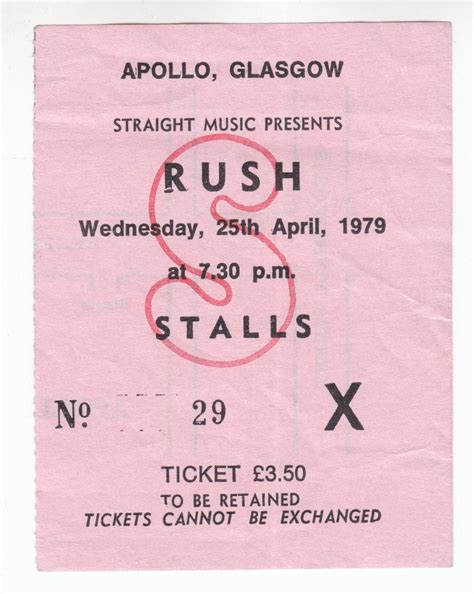 APOLLO, GLASGOW
STRAIGHT MUSIC PRESENTS
RUSH
Wednesday, 25th April, 1979
at 7.30 p.m.
S
STALLS
No 29 X
TICKET £3.50
TO BE RETAINED
TICKETS CANNOT BE EXCHANGED